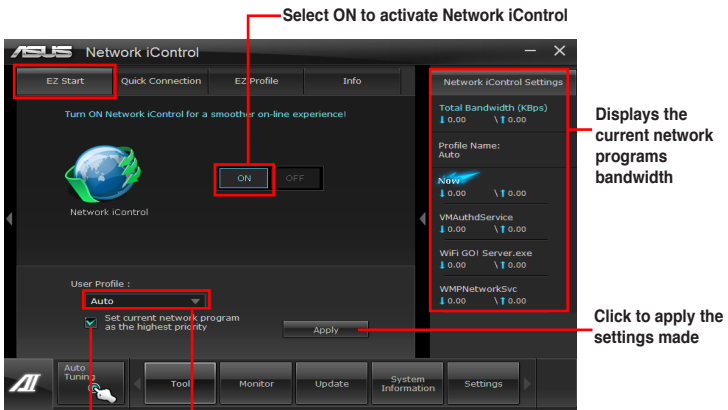 Select ON to activate Network iControl
ASUS Network iControl
EZ Start
Quick Connection
EZ Profile
Info
Turn ON Network iControl for a smoother on-line experience!
ON
OFF
Network iControl
User Profile :
Auto
Set current network program
as the highest priority
Apply
Network iControl Settings
Total Bandwidth (KBps)
0.00 \ 0.00
Profile Name:
Auto
Now
0.00 \ 0.00
VMAuthdService
0.00 \ 0.00
WiFi GO! Server.exe
0.00 \ 0.00
WMPNetworkSvc
0.00 \ 0.00
Displays the
current network
programs
bandwidth
Click to apply the
settings made
Auto
Tuning
Tool
Monitor
Update
System
Information
Settings